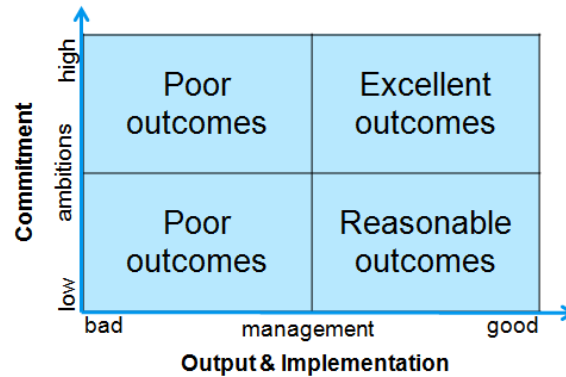 Commitment
high
ambitions
low
Poor
outcomes
Excellent
outcomes
Poor
outcomes
Reasonable
outcomes
bad
management
good
Output & Implementation